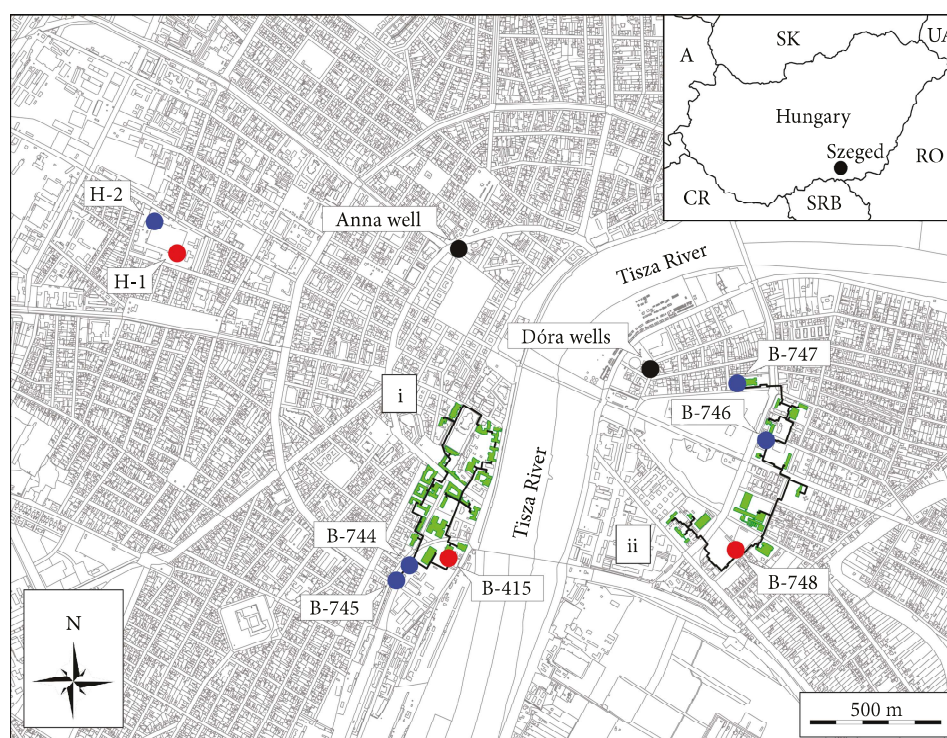 SK
UA
A
Hungary
Szeged
RO
CR
SRB
H-2
Anna well
H-1
Tisza River
Dóra wells
B-747
B-746
i
Tisza River
B-744
ii
B-745
B-415
B-748
N
500 m